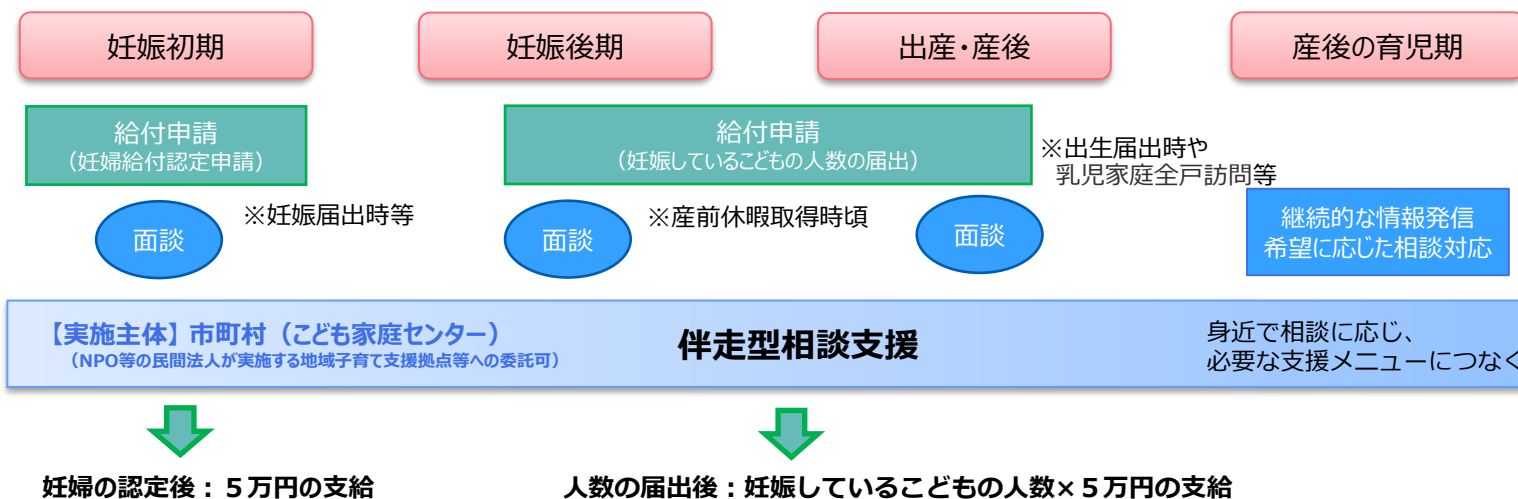 妊娠初期
妊娠後期
出産・産後
産後の育児期
給付申請
（妊婦給付認定申請）
給付申請
（妊娠しているこどもの人数の届出）
※出生届出時や
乳児家庭全戸訪問等
面談
※妊娠届出時等
面談
※産前休暇取得時頃
面談
継続的な情報発信
希望に応じた相談対応
【実施主体】市町村（こども家庭センター）
（NPO等の民間法人が実施する地域子育て支援拠点等への委託可）
伴走型相談支援
身近で相談に応じ、
必要な支援メニューにつなぐ
妊婦の認定後：５万円の支給
人数の届出後：妊娠しているこどもの人数×５万円の支給